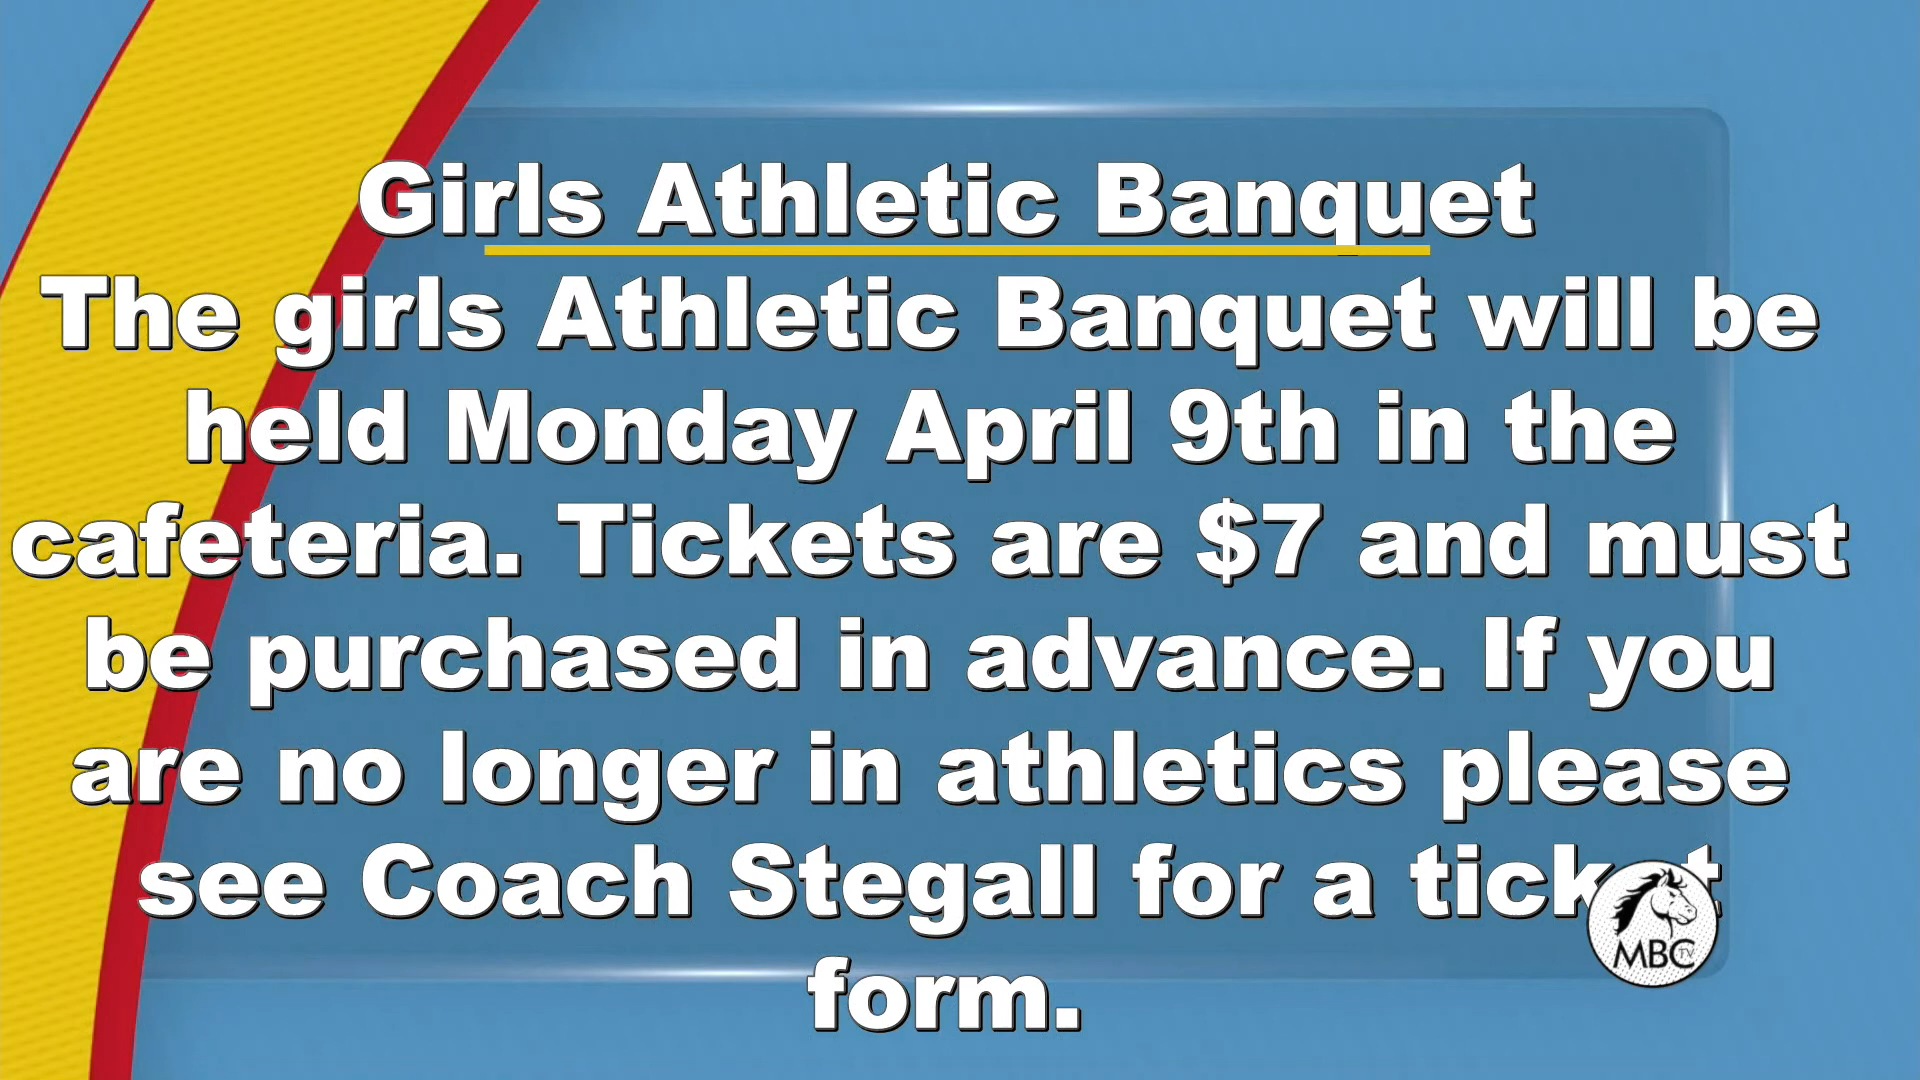 Girls Athletic Banquet
The girls Athletic Banquet will be
held Monday April 9th in the
cafeteria. Tickets are $7 and must
be purchased in advance. If you
are no longer in athletics please
see Coach Stegall for a ticket
form.
MBC TV